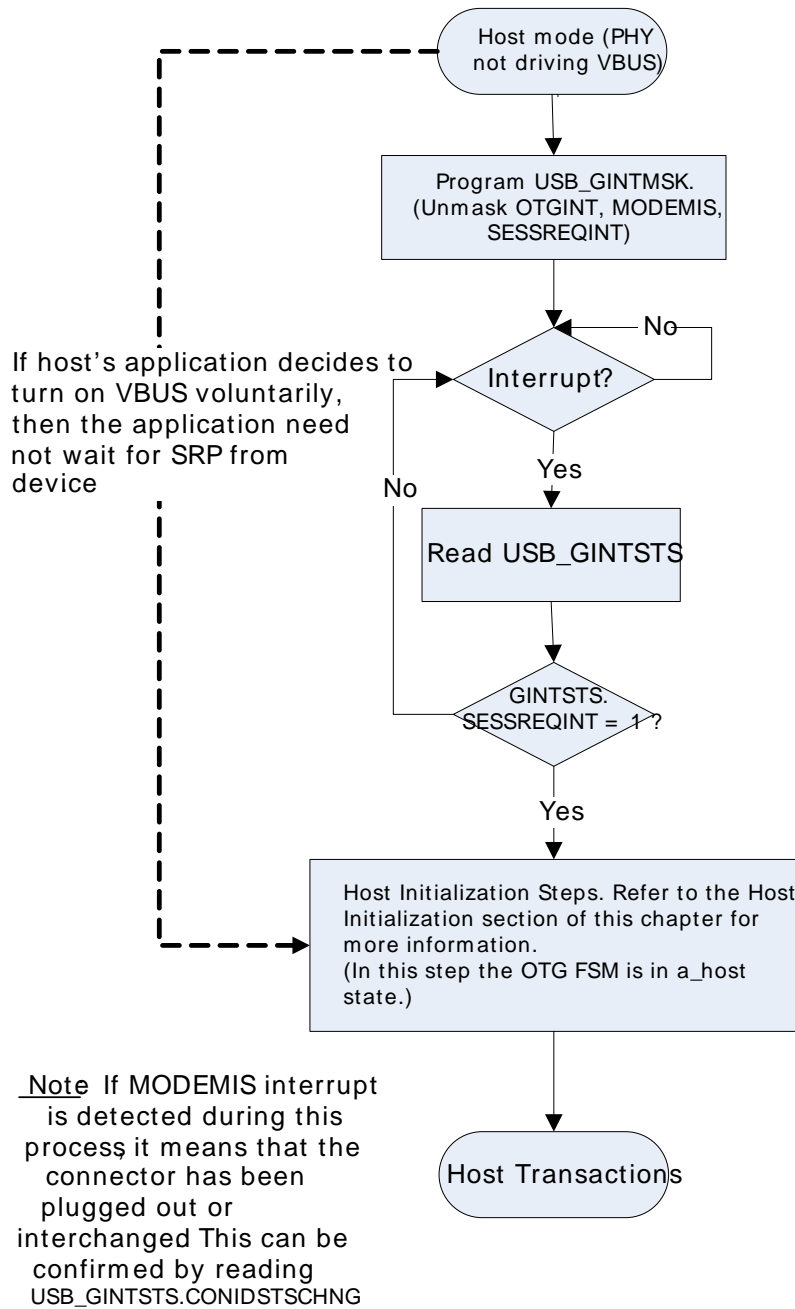 Host mode (PHY
not driving VBUS)
Program USB_GINTMSK.
(Unmask OTGINT, MODEMIS,
SESSREQINT)
No
Interrupt?
If host's application decides to
turn on VBUS voluntarily,
then the application need
not wait for SRP from
device
No
Yes
Read USB_GINTSTS
GINTSTS.
SESSREQINT = 1 ?
Yes
Host Initialization Steps. Refer to the Host
Initialization section of this chapter for
more information.
(In this step the OTG FSM is in a_host
state.)
Note If MODEMIS interrupt
is detected during this
process, it means that the
connector has been
plugged out or
interchanged This can be
confirmed by reading
USB_GINTSTS.CONIDSTSCHNG
Host Transactions